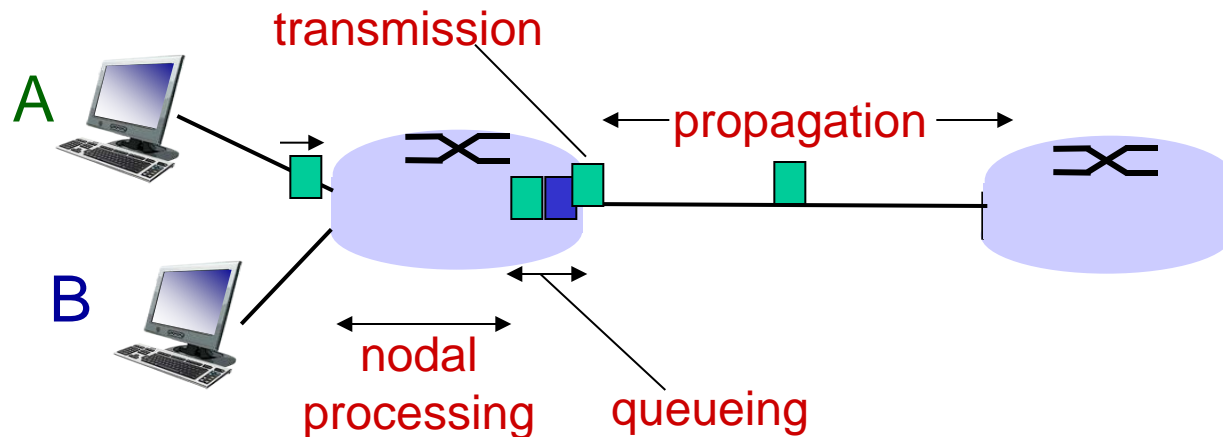 transmission
A
propagation
B
nodal
processing
queueing